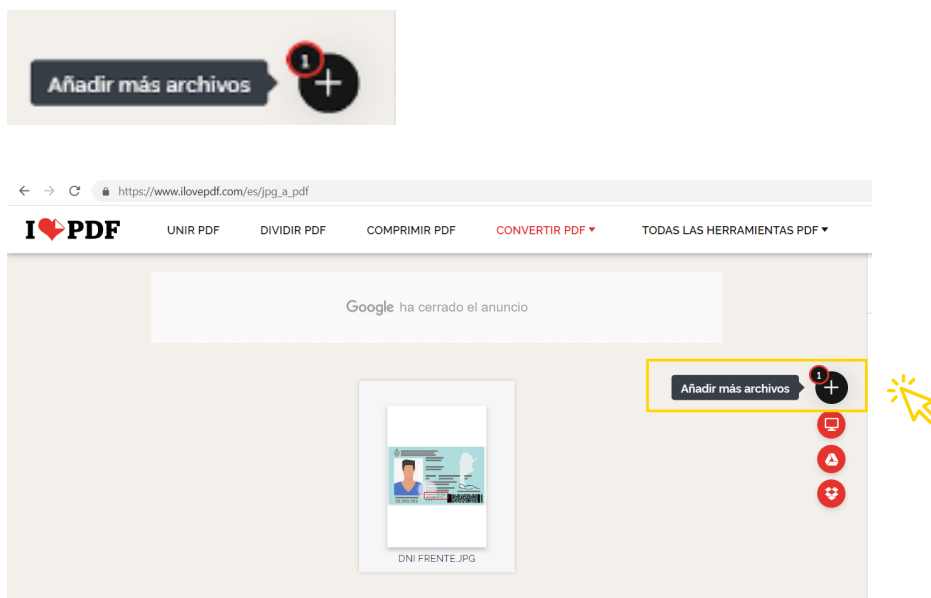 Añadir más archivos
1
https://www.ilovepdf.com/es/jpg_a_pdf
I PDF
UNIR PDF DIVIDIR PDF COMPRIMIR PDF CONVERTIR PDF TODAS LAS HERRAMIENTAS PDF
Google ha cerrado el anuncio
Añadir más archivos
1
DNI FRENTE.JPG